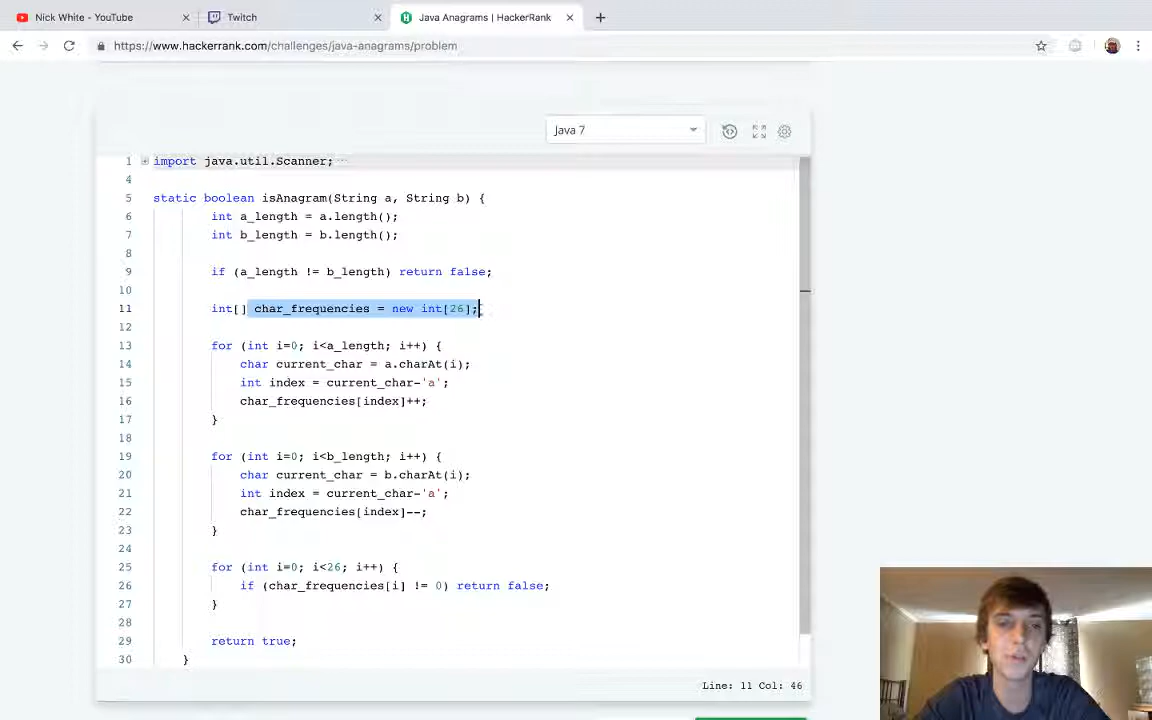 Nick White - YouTube
Twitch
Java Anagrams | HackerRank
https://www.hackerrank.com/challenges/java-anagrams/problem
Java 7
1 import java.util.Scanner;
4
5 static boolean isAnagram(String a, String b) {
6 int a_length = a.length();
7 int b_length = b.length();
8
9 if (a_length != b_length) return false;
10
11 int[] char_frequencies = new int[26];
12
13 for (int i=0; i<a_length; i++) {
14 char current_char = a.charAt(i);
15 int index = current_char-'a';
16 char_frequencies[index]++;
17 }
18
19 for (int i=0; i<b_length; i++) {
20 char current_char = b.charAt(i);
21 int index = current_char-'a';
22 char_frequencies[index]--;
23 }
24
25 for (int i=0; i<26; i++) {
26 if (char_frequencies[i] != 0) return false;
27 }
28
29 return true;
30 }
Line: 11 Col: 46